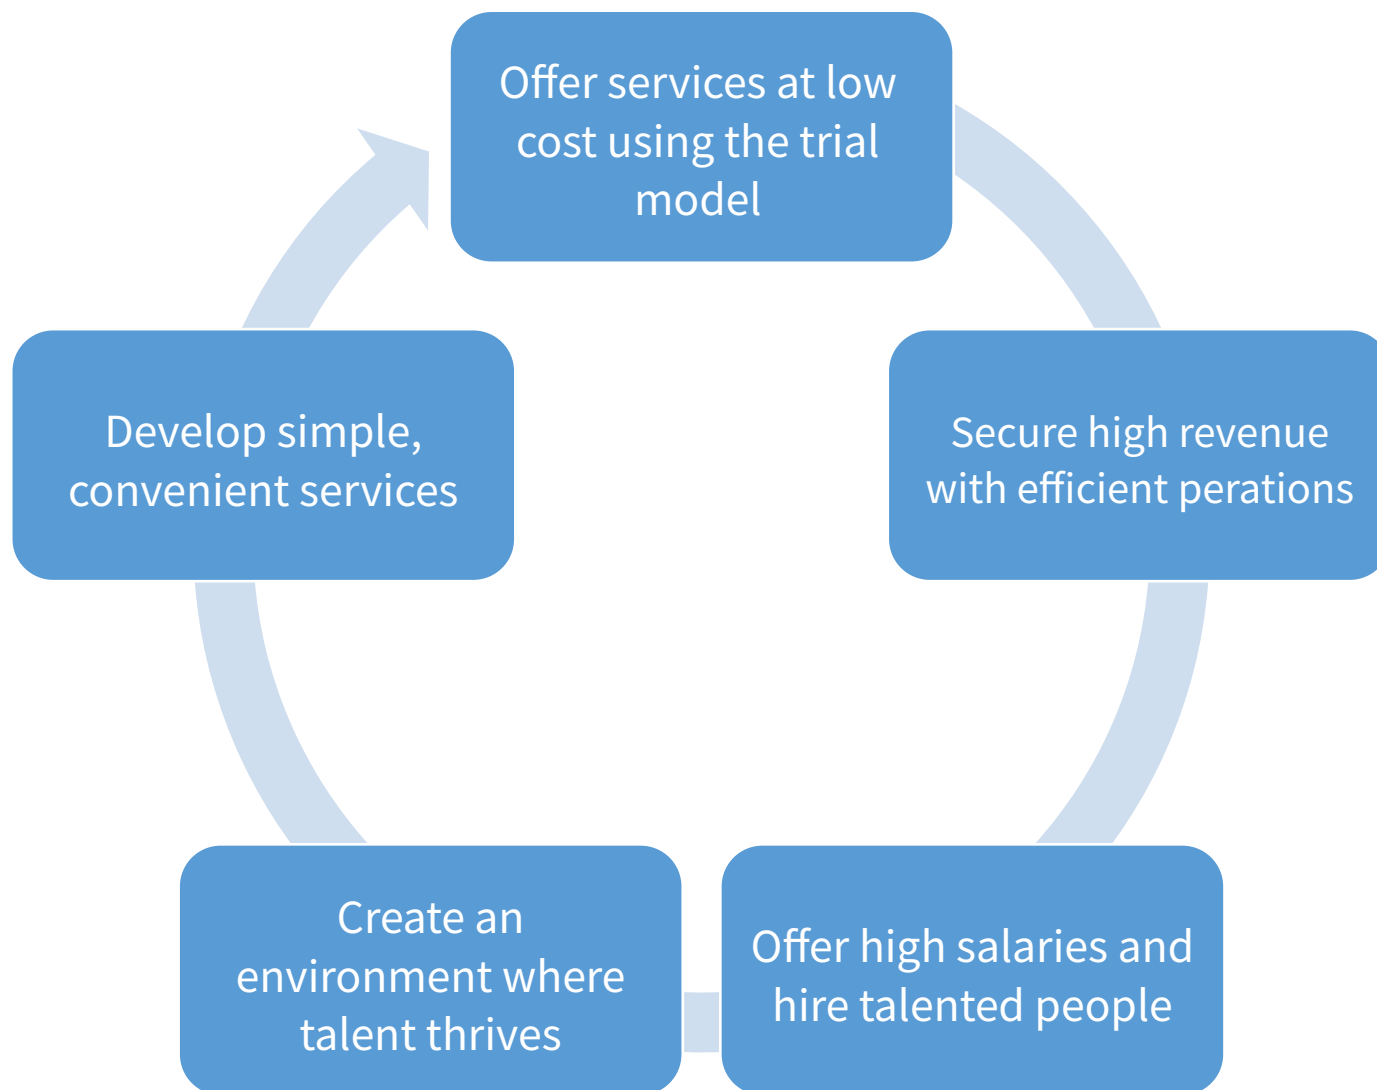 Offer services at low
cost using the trial
model
Secure high revenue
with efficient perations
Offer high salaries and
hire talented people
Create an
environment where
talent thrives
Develop simple,
convenient services